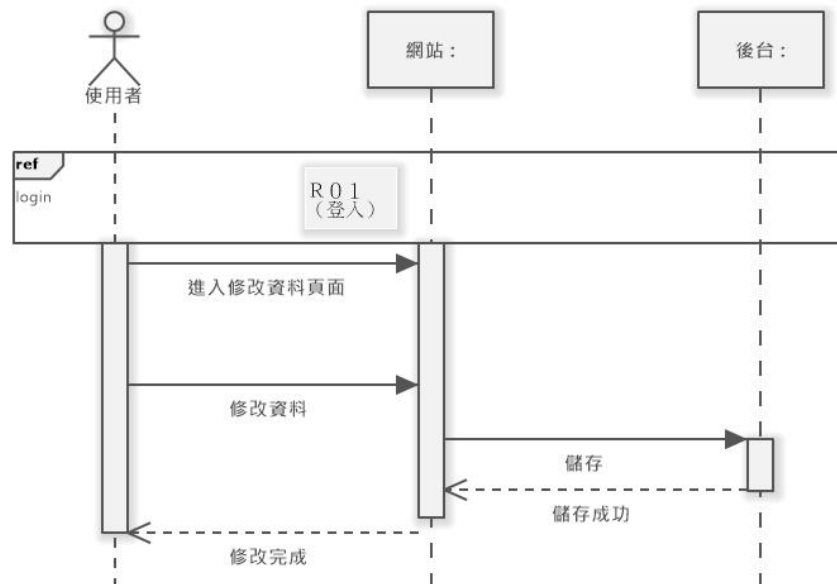 使用者
網站：
後台：
ref
login
Ｒ０１
（登入）
進入修改資料頁面
修改資料
儲存
儲存成功
修改完成